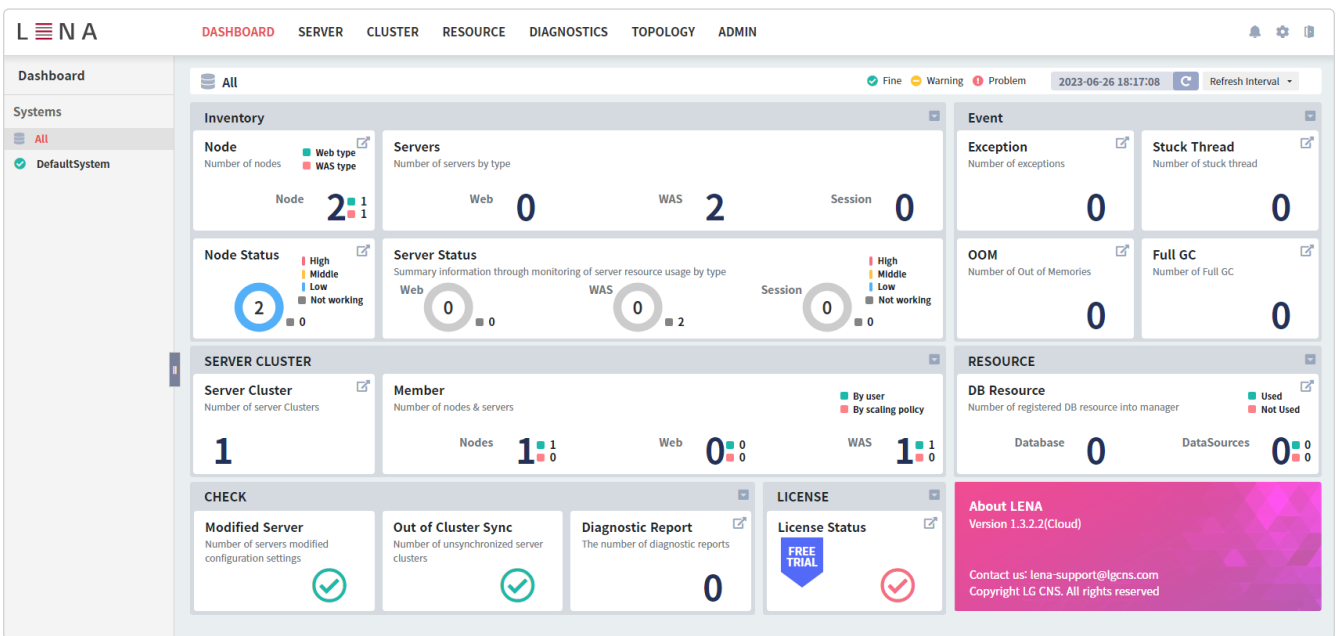 LENA
DASHBOARD SERVER CLUSTER RESOURCE DIAGNOSTICS TOPOLOGY ADMIN
Dashboard
Systems
All
DefaultSystem
All
Fine Warning Problem 2023-06-26 18:17:08 Refresh Interval
Inventory
Node
Number of nodes
Web type
WAS type
Node 2 1
1
Servers
Number of servers by type
Web 0 WAS 2 Session 0
Node Status
High
Middle
Low
Not working
2 0
Server Status
Summary information through monitoring of server resource usage by type
High
Middle
Low
Not working
Web 0 0
WAS 0 2
Session 0 0
Event
Exception
Number of exceptions
0
Stuck Thread
Number of stuck thread
0
OOM
Number of Out of Memories
0
Full GC
Number of Full GC
0
SERVER CLUSTER
Server Cluster
Number of server Clusters
1
Member
Number of nodes & servers
By user
By scaling policy
Nodes 1 1
0
Web 0 0
0
WAS 1 1
0
RESOURCE
DB Resource
Number of registered DB resource into manager
Used
Not Used
Database 0 DataSources 0 0
0
CHECK
Modified Server
Number of servers modified
configuration settings
Out of Cluster Sync
Number of unsynchronized server
clusters
Diagnostic Report
The number of diagnostic reports
0
LICENSE
License Status
FREE
TRIAL
About LENA
Version 1.3.2.2(Cloud)
Contact us: lena-support@lgcns.com
Copyright LG CNS. All rights reserved